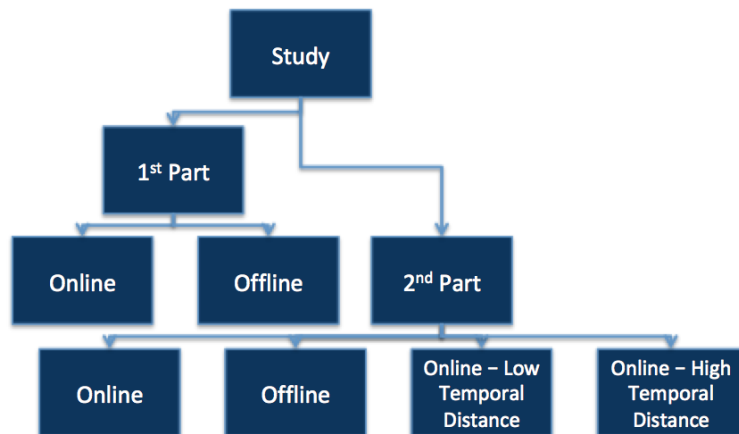 Study
1st Part
Online
Offline
2nd Part
Online
Offline
Online – Low
Temporal
Distance
Online – High
Temporal
Distance